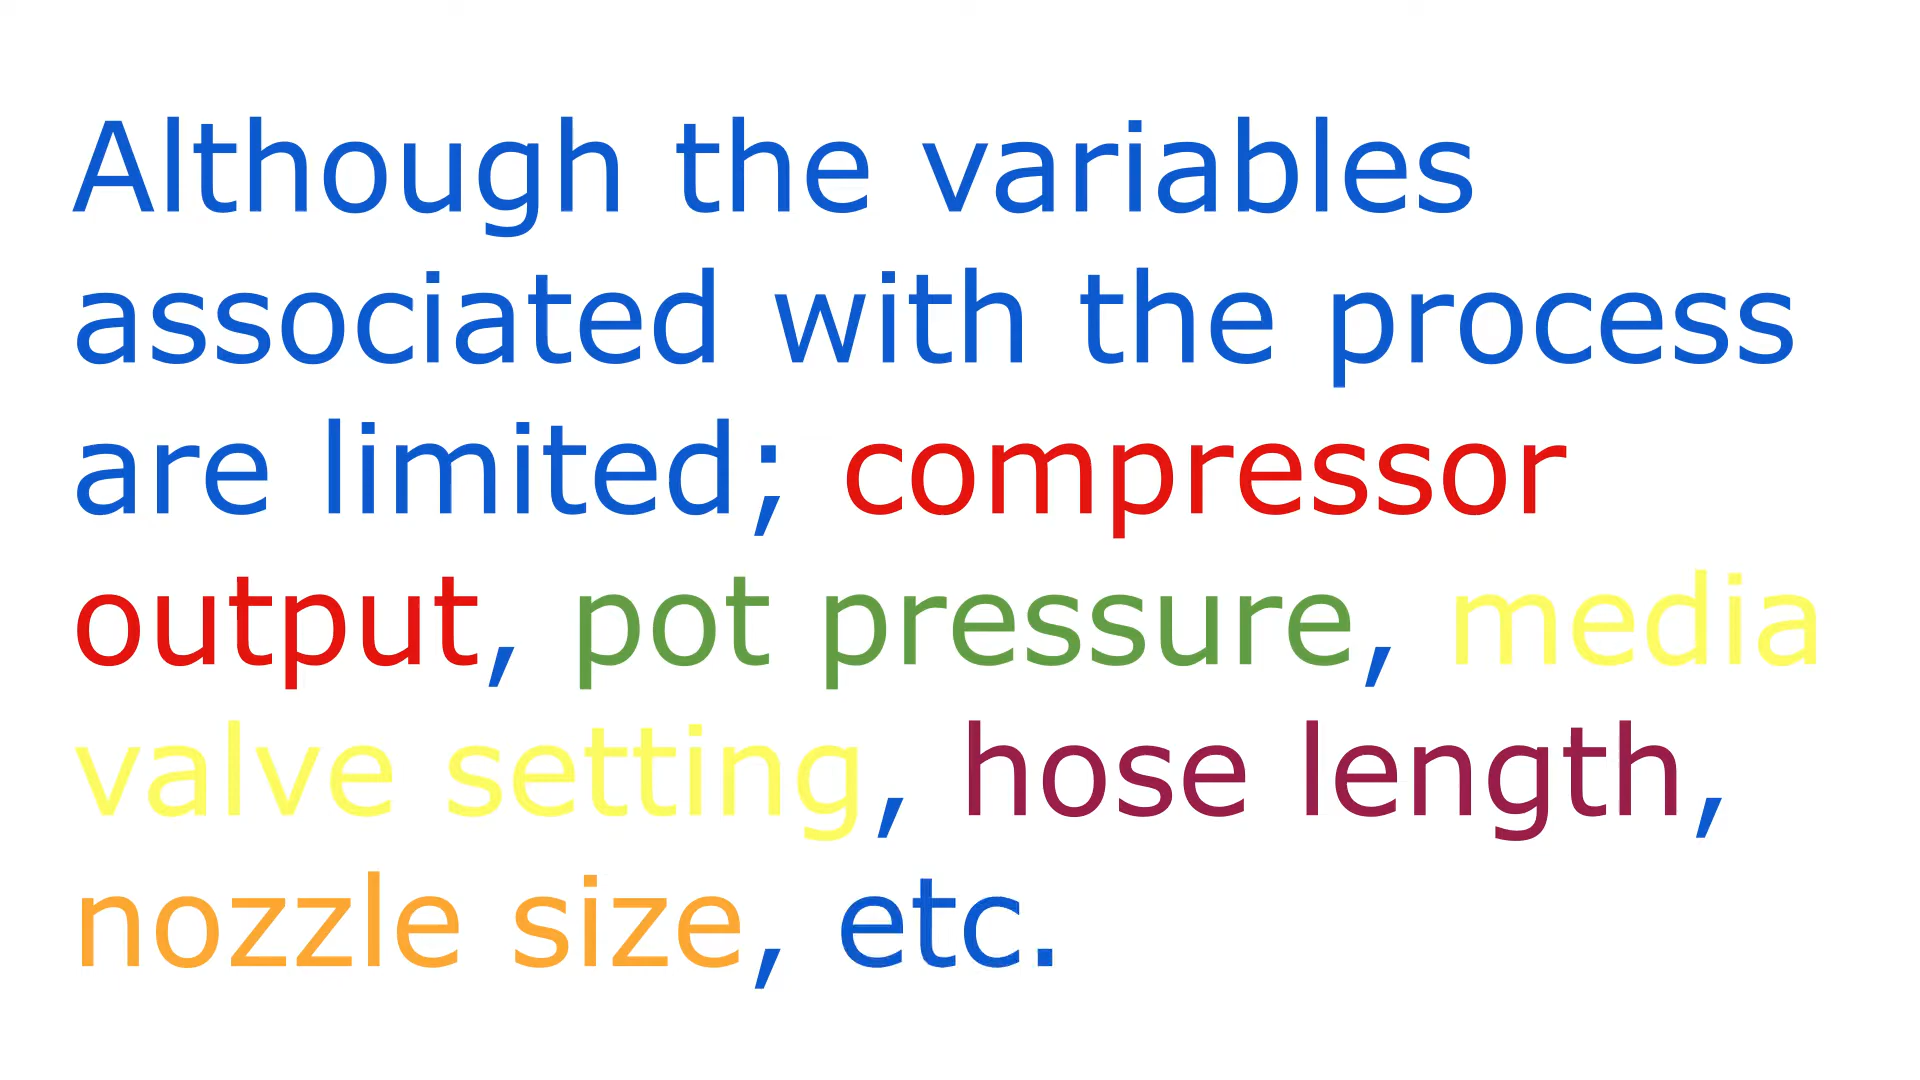 Although the variables
associated with the process
are limited; compressor
output, pot pressure, media
valve setting, hose length,
nozzle size, etc.